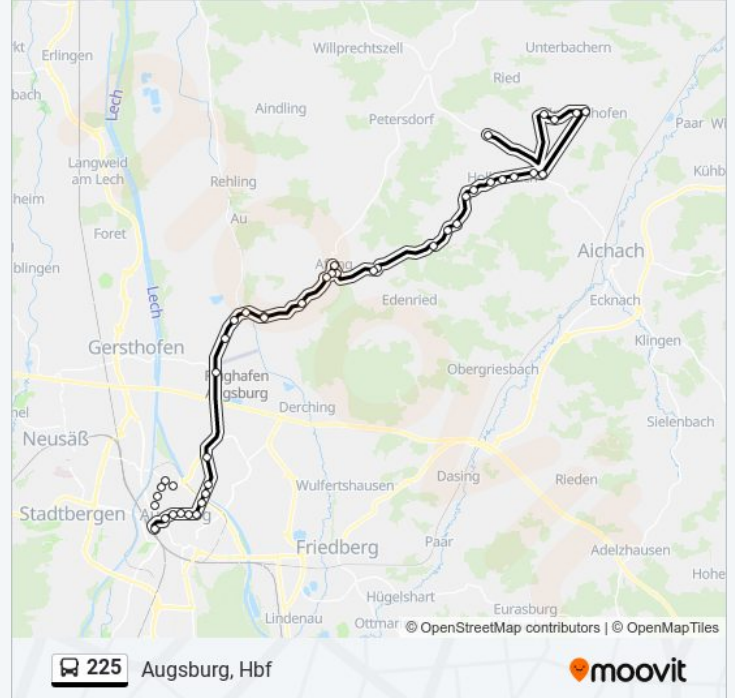 Willprechtszell
Unterbachern
Erlingen
Ried
Lech
Aindling
Petersdorf
Paar
Langweid
am Lech
Rehling
Au
Foret
Aichach
Lech
Edenried
Ecknach
Gersthofen
Klingen
Obergriesbach
Augsburg
Derching
Sielenbach
Neusäß
Dasing
Rieden
Wulfertshausen
Stadtbergen
Friedberg
Paar
Adelzhausen
Hügelshart
Eurasburg
Lindenau
© OpenStreetMap contributors | © OpenMapTiles
225 Augsburg, Hbf
moovit